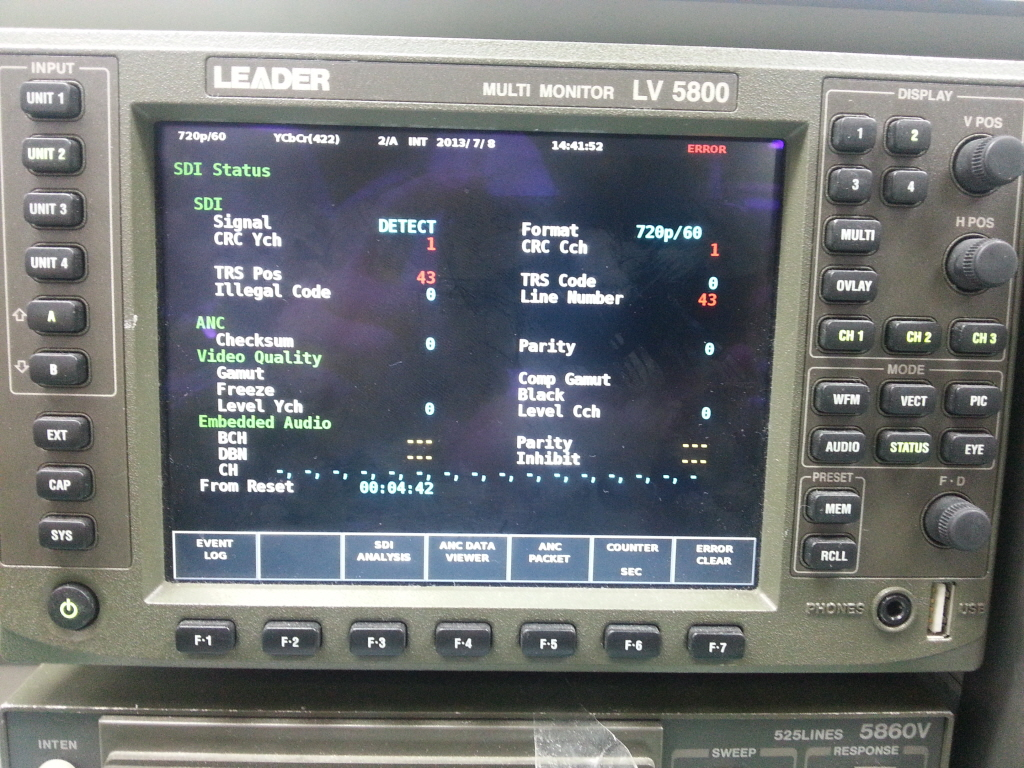 INPUT
UNIT 1
UNIT 2
UNIT 3
UNIT 4
A
B
EXT
CAP
SYS
LEADER MULTI MONITOR LV 5800
720p/60 YCbCr(422) 2/A INT 2013/7/8 14:41:52 ERROR
SDI Status
SDI
Signal DETECT Format 720p/60
CRC Ych 1 CRC Cch 1
TRS Pos 43 TRS Code 0
Illegal Code 0 Line Number 43
ANC
Checksum 0 Parity 0
Video Quality
Gamut Comp Gamut
Freeze Black
Level Ych 0 Level Cch 0
Embedded Audio
BCH --- Parity ---
DBN --- Inhibit ---
CH -, -, -, -, -, -, -, -, -, -, -, -, -, -, -, -
From Reset 00:04:42
EVENT LOG
SDI ANALYSIS
ANC DATA VIEWER
ANC PACKET
COUNTER SEC
ERROR CLEAR
F·1 F·2 F·3 F·4 F·5 F·6 F·7
DISPLAY
1 2
3 4
V POS
MULTI
H POS
OVLAY
CH 1 CH 2 CH 3
MODE
WFM VECT PIC
AUDIO STATUS EYE
PRESET
MEM
RCLL
F·D
PHONES USB
INTEN
525LINES 5860V
SWEEP RESPONSE